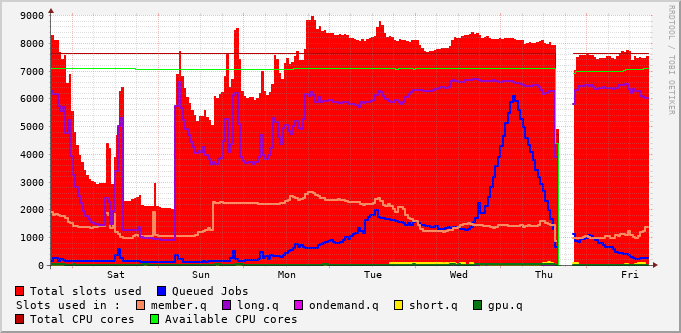 9000
8000
7000
6000
5000
4000
3000
2000
1000
0
Sat Sun Mon Tue Wed Thu Fri
RRDTOOL / TOBI OETIKER
Total slots used Queued Jobs
Slots used in : member.q long.q ondemand.q short.q gpu.q
Total CPU cores Available CPU cores